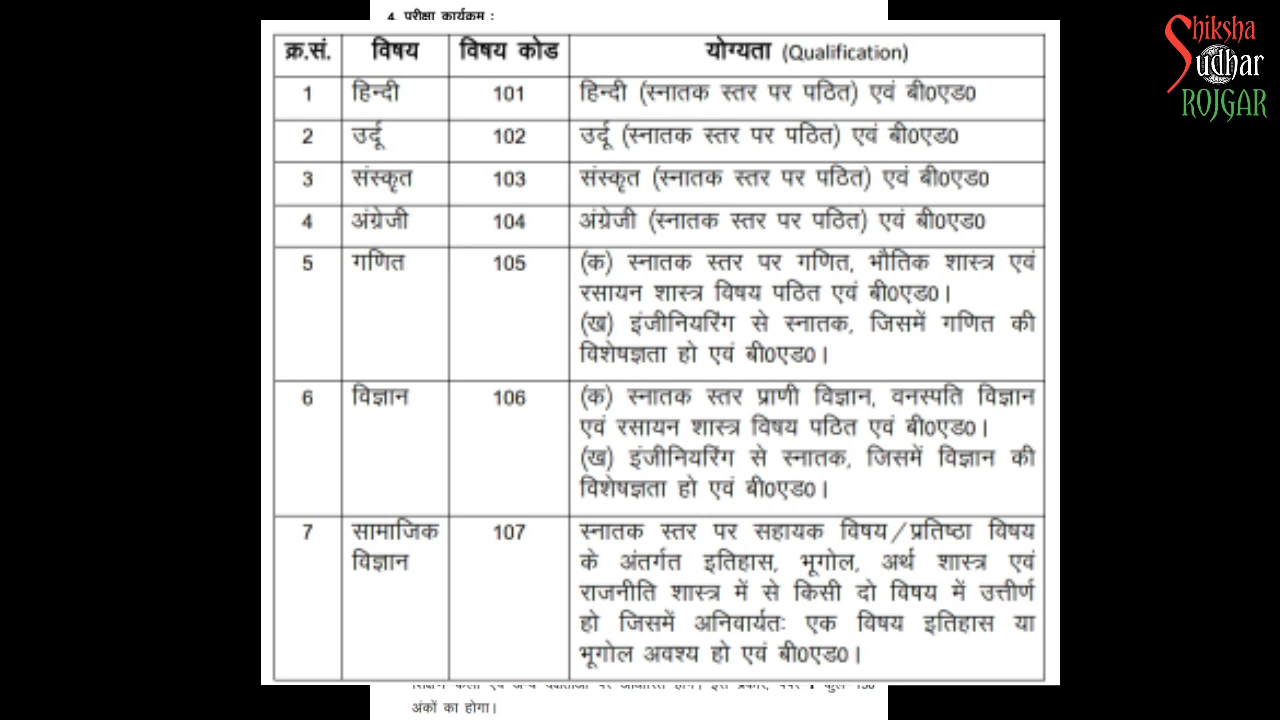 4. परीक्षा कार्यक्रम :
Shiksha
Sudhar
ROJGAR
क्र.सं. विषय विषय कोड योग्यता (Qualification)
1 हिन्दी 101 हिन्दी (स्नातक स्तर पर पठित) एवं बी0एड0
2 उर्दू 102 उर्दू (स्नातक स्तर पर पठित) एवं बी0एड0
3 संस्कृत 103 संस्कृत (स्नातक स्तर पर पठित) एवं बी0एड0
4 अंग्रेजी 104 अंग्रेजी (स्नातक स्तर पर पठित) एवं बी0एड0
5 गणित 105 (क) स्नातक स्तर पर गणित, भौतिक शास्त्र एवं
रसायन शास्त्र विषय पठित एवं बी0एड0।
(ख) इंजीनियरिंग से स्नातक, जिसमें गणित की
विशेषज्ञता हो एवं बी0एड0।
6 विज्ञान 106 (क) स्नातक स्तर प्राणी विज्ञान, वनस्पति विज्ञान
एवं रसायन शास्त्र विषय पठित एवं बी0एड0।
(ख) इंजीनियरिंग से स्नातक, जिसमें विज्ञान की
विशेषज्ञता हो एवं बी0एड0।
7 सामाजिक 107 स्नातक स्तर पर सहायक विषय/प्रतिष्ठा विषय
विज्ञान के अंतर्गत इतिहास, भूगोल, अर्थ शास्त्र एवं
राजनीति शास्त्र में से किसी दो विषय में उत्तीर्ण
हो जिसमें अनिवार्यतः एक विषय इतिहास या
भूगोल अवश्य हो एवं बी0एड0।
अंकों का होगा।